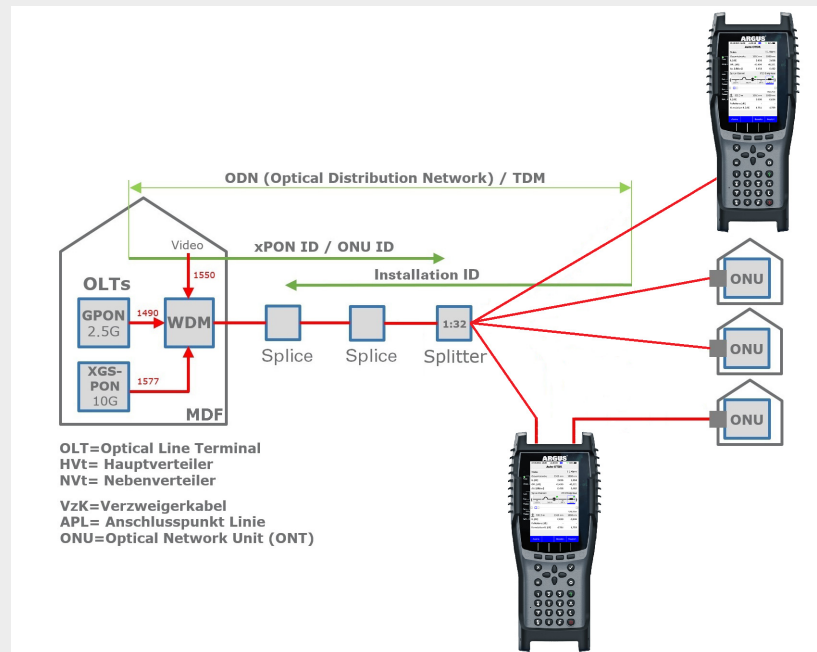 ARGUS
ODN (Optical Distribution Network) / TDM
Video
xPON ID / ONU ID
1550
Installation ID
OLTs
GPON
2.5G
1490
WDM
1:32
Splice
Splice
Splitter
XGS-
PON
10G
1577
MDF
ONU
ONU
ONU
OLT=Optical Line Terminal
HVt= Hauptverteiler
NVt= Nebenverteiler
VzK=Verzweigerkabel
APL= Anschlusspunkt Linie
ONU=Optical Network Unit (ONT)
ARGUS